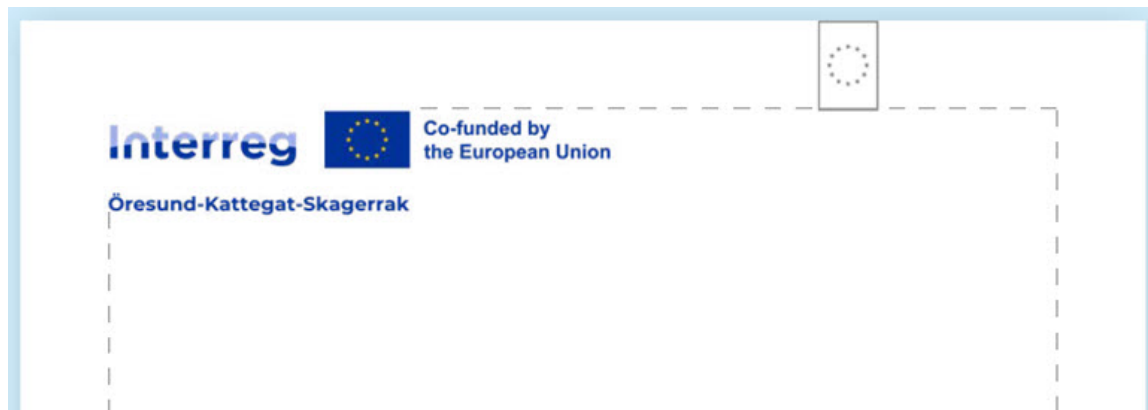 Interreg
Co-funded by
the European Union
Öresund-Kattegat-Skagerrak